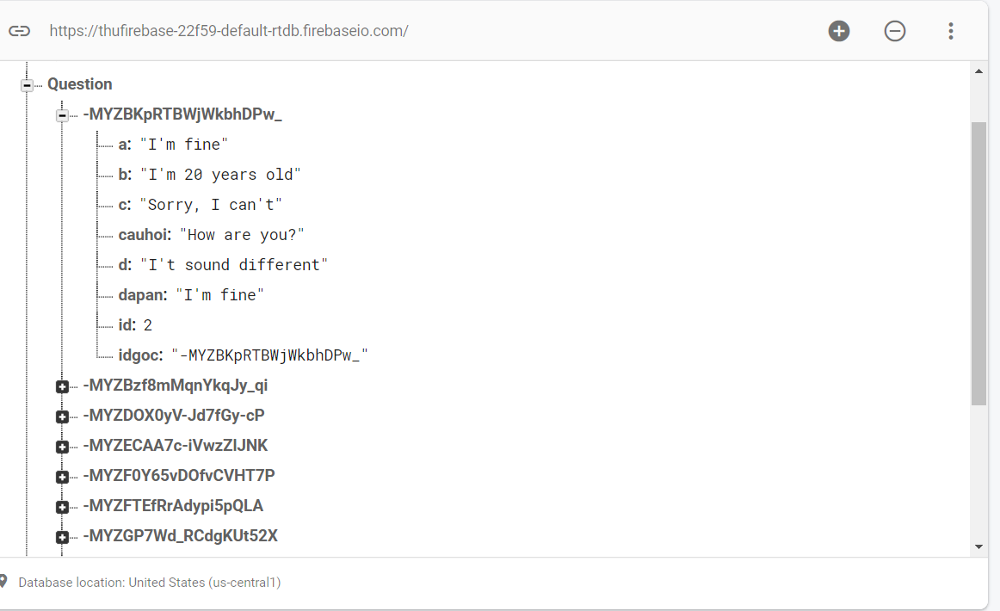 https://thufirebase-22f59-default-rtdb.firebaseio.com/
Question
-MYZBKpRTBWjWkbhDPw_
a: "I'm fine"
b: "I'm 20 years old"
c: "Sorry, I can't"
cauhoi: "How are you?"
d: "I't sound different"
dapan: "I'm fine"
id: 2
idgoc: "-MYZBKpRTBWjWkbhDPw_"
-MYZBzf8mMqnYkqJy_qi
-MYZDOX0yV-Jd7fGy-cP
-MYZECAA7c-iVwzZIJNK
-MYZF0Y65vDOfvCVHT7P
-MYZFTEfRrAdypi5pQLA
-MYZGP7Wd_RCdgKUt52X
Database location: United States (us-central1)